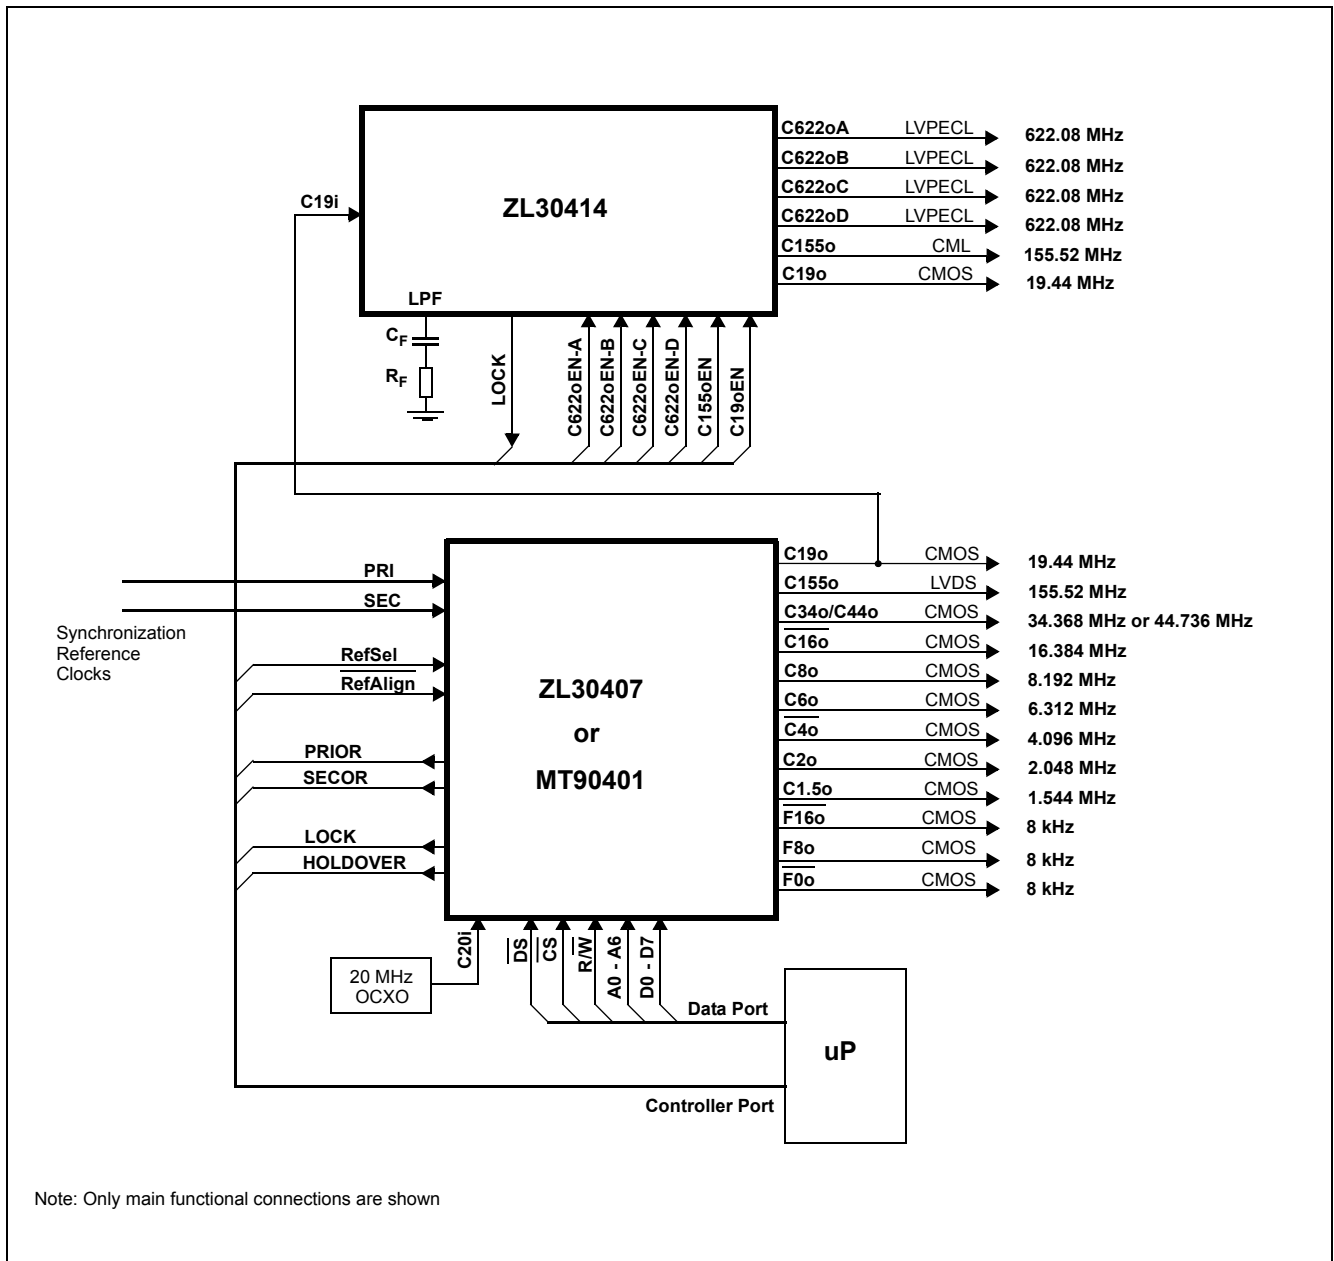 C622oA LVPECL 622.08 MHz
C622oB LVPECL 622.08 MHz
C622oC LVPECL 622.08 MHz
C622oD LVPECL 622.08 MHz
C155o CML 155.52 MHz
C19o CMOS 19.44 MHz
C19i
ZL30414
LPF
CF
RF
LOCK
C622oEN-A
C622oEN-B
C622oEN-C
C622oEN-D
C155oEN
C19oEN
PRI
SEC
Synchronization
Reference
Clocks
RefSel
RefAlign
PRIOR
SECOR
LOCK
HOLDOVER
ZL30407
or
MT90401
C19o CMOS 19.44 MHz
C155o LVDS 155.52 MHz
C34o/C44o CMOS 34.368 MHz or 44.736 MHz
C16o CMOS 16.384 MHz
C8o CMOS 8.192 MHz
C6o CMOS 6.312 MHz
C4o CMOS 4.096 MHz
C2o CMOS 2.048 MHz
C1.5o CMOS 1.544 MHz
F16o CMOS 8 kHz
F8o CMOS 8 kHz
F0o CMOS 8 kHz
20 MHz
OCXO
C20i
DS
CS
R/W
A0 - A6
D0 - D7
Data Port
uP
Controller Port
Note: Only main functional connections are shown